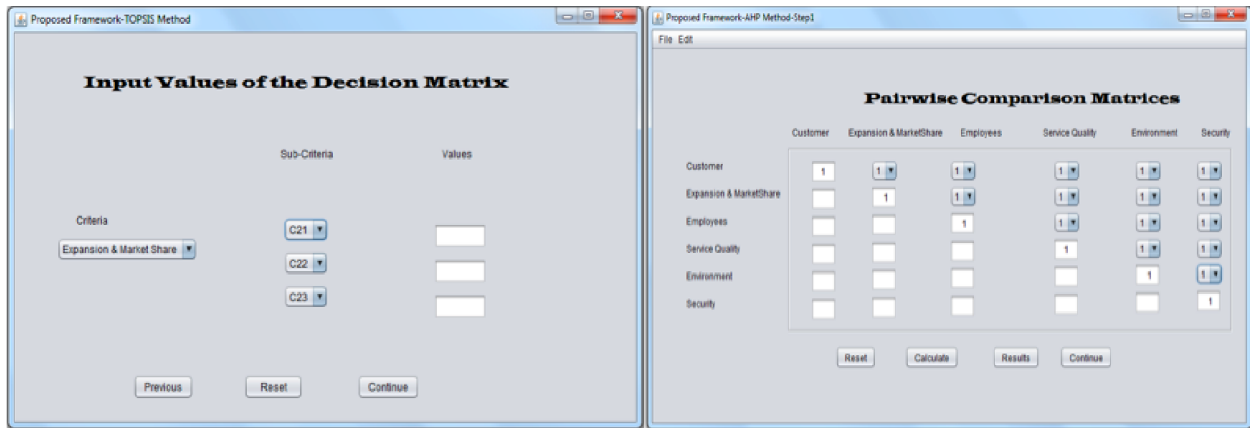 Proposed Framework-TOPSIS Method
Input Values of the Decision Matrix
Sub-Criteria Values
Criteria
Expansion & Market Share
C21
C22
C23
Previous Reset Continue
Proposed Framework-AHP Method-Step1
File Edit
Pairwise Comparison Matrices
Customer Expansion & MarketShare Employees Service Quality Environment Security
Customer 1 1 1 1 1 1
Expansion & MarketShare 1 1 1 1 1
Employees 1 1 1 1
Service Quality 1 1 1
Environment 1 1
Security 1
Reset Calculate Results Continue